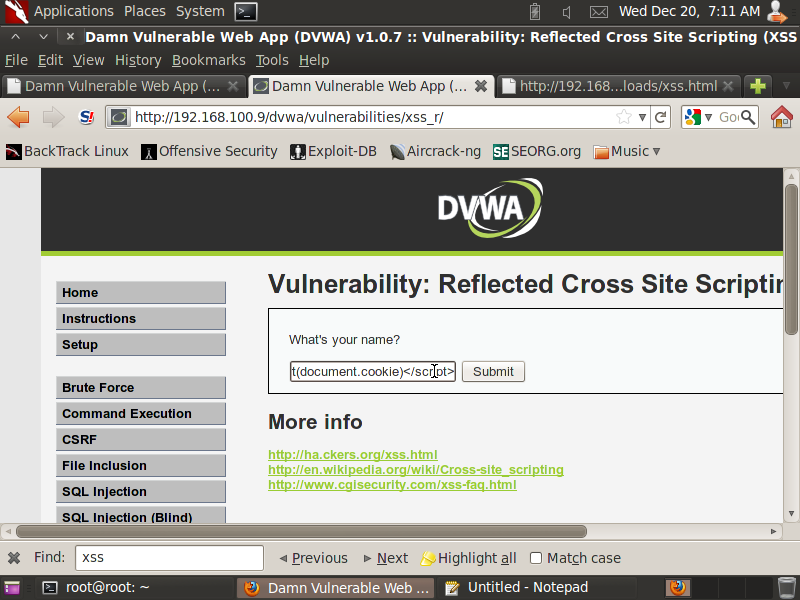 Applications Places System Wed Dec 20, 7:11 AM
Damn Vulnerable Web App (DVWA) v1.0.7 :: Vulnerability: Reflected Cross Site Scripting (XSS
File Edit View History Bookmarks Tools Help
Damn Vulnerable Web App (... Damn Vulnerable Web App (... http://192.168...loads/xss.html
http://192.168.100.9/dvwa/vulnerabilities/xss_r/
BackTrack Linux Offensive Security Exploit-DB Aircrack-ng SE SEORG.org Music
DVWA
Vulnerability: Reflected Cross Site Scriptin
Home
Instructions
Setup
Brute Force
Command Execution
CSRF
File Inclusion
SQL Injection
SQL Injection (Blind)
What's your name?
t(document.cookie)</script> Submit
More info
http://ha.ckers.org/xss.html
http://en.wikipedia.org/wiki/Cross-site_scripting
http://www.cgisecurity.com/xss-faq.html
Find: xss Previous Next Highlight all Match case
root@root: ~ Damn Vulnerable Web ... Untitled - Notepad